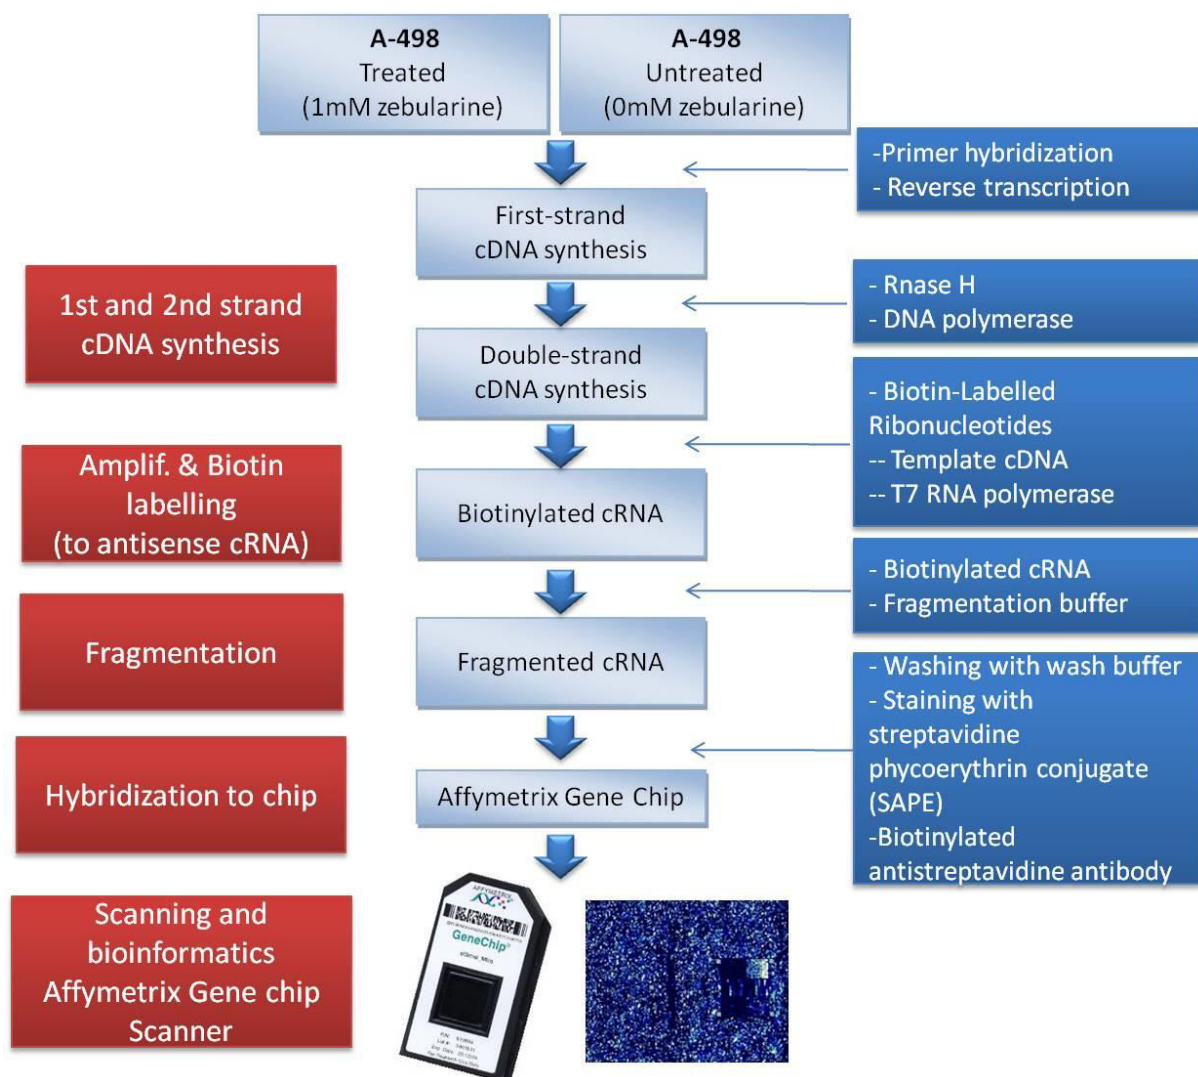 A-498
Treated
(1mM zebularine)
A-498
Untreated
(0mM zebularine)
-Primer hybridization
- Reverse transcription
First-strand
cDNA synthesis
1st and 2nd strand
cDNA synthesis
- Rnase H
- DNA polymerase
Double-strand
cDNA synthesis
- Biotin-Labelled
Ribonucleotides
-- Template cDNA
-- T7 RNA polymerase
Amplif. & Biotin
labelling
(to antisense cRNA)
Biotinylated cRNA
- Biotinylated cRNA
- Fragmentation buffer
Fragmentation
Fragmented cRNA
- Washing with wash buffer
- Staining with
streptavidine
phycoerythrin conjugate
(SAPE)
-Biotinylated
antistreptavidine antibody
Hybridization to chip
Affymetrix Gene Chip
Scanning and
bioinformatics
Affymetrix Gene chip
Scanner
AFFYMETRIX
GeneChip®